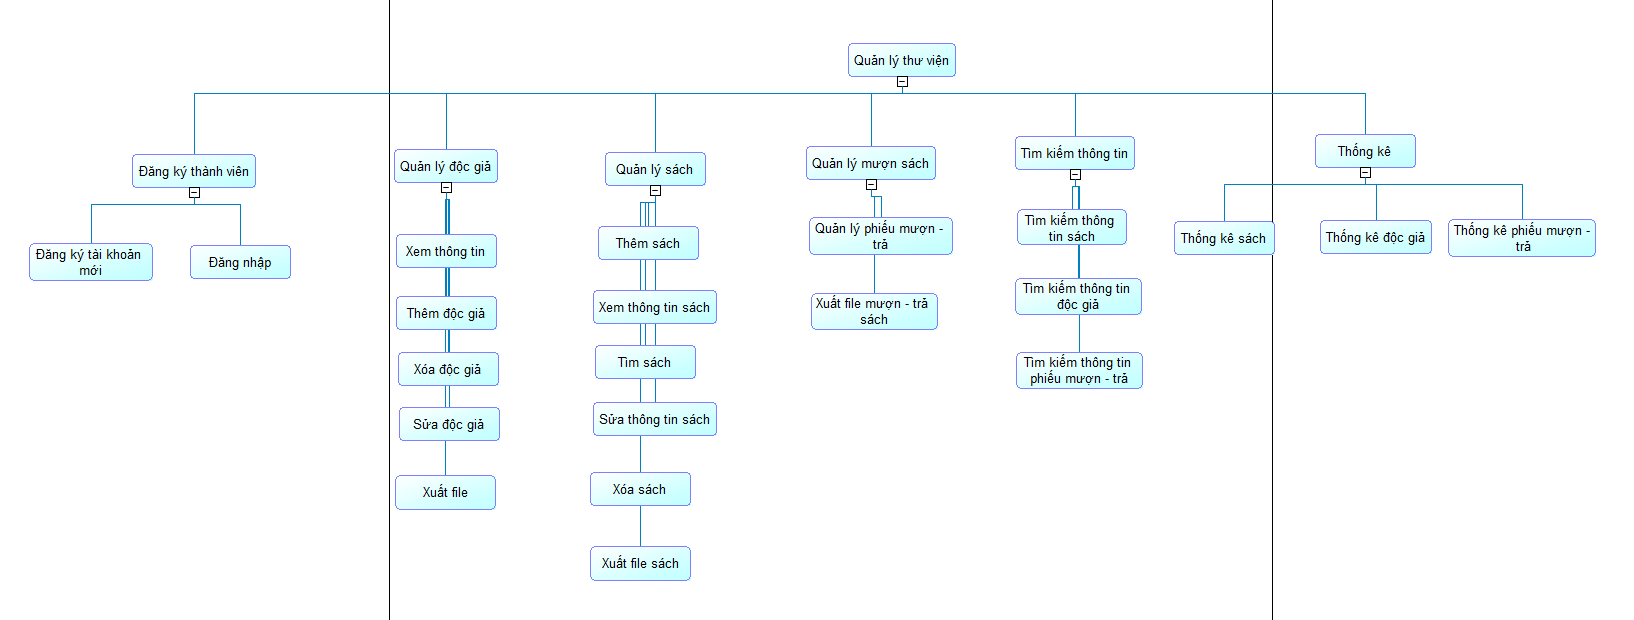 Quản lý thư viện
Đăng ký thành viên
Quản lý độc giả
Quản lý sách
Quản lý mượn sách
Tìm kiếm thông tin
Thống kê
Đăng ký tài khoản
mới
Đăng nhập
Xem thông tin
Thêm độc giả
Xóa độc giả
Sửa độc giả
Xuất file
Thêm sách
Xem thông tin sách
Tìm sách
Sửa thông tin sách
Xóa sách
Xuất file sách
Quản lý phiếu mượn -
trả
Xuất file mượn - trả
sách
Tìm kiếm thông
tin sách
Tìm kiếm thông tin
độc giả
Tìm kiếm thông tin
phiếu mượn - trả
Thống kê sách
Thống kê độc giả
Thống kê phiếu mượn -
trả